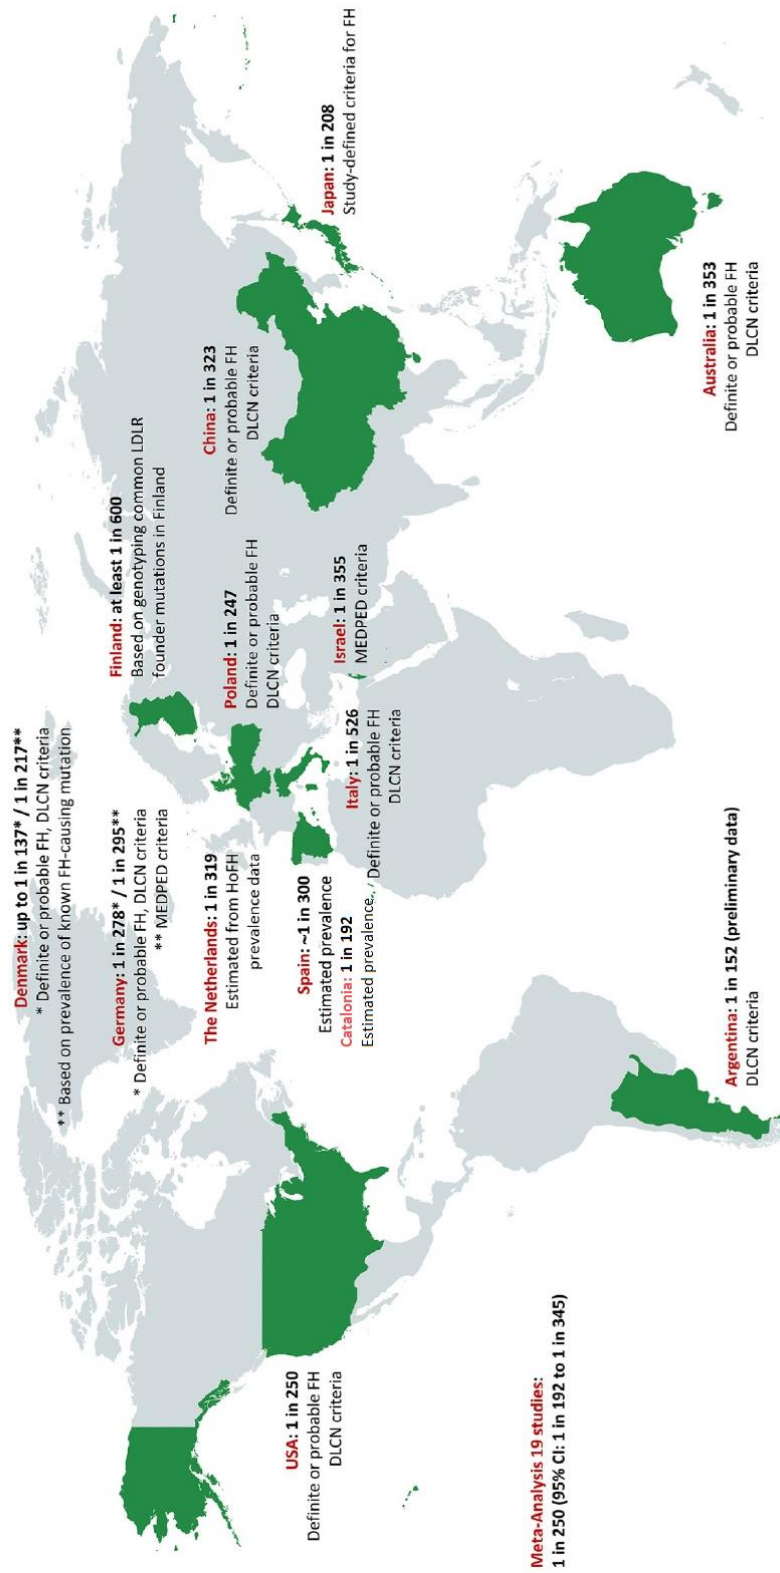 Denmark: up to 1 in 137* / 1 in 217**
* Definite or probable FH, DLCN criteria
** Based on prevalence of known FH-causing mutation
Germany: 1 in 278* / 1 in 295**
* Definite or probable FH, DLCN criteria
** MEDPED criteria
The Netherlands: 1 in 319
Estimated from HoFH
prevalence data
Spain: ~1 in 300
Estimated prevalence
Catalonia: 1 in 192
Estimated prevalence
Finland: at least 1 in 600
Based on genotyping common LDLR
founder mutations in Finland
Poland: 1 in 247
Definite or probable FH
DLCN criteria
Israel: 1 in 355
MEDPED criteria
Italy: 1 in 526
Definite or probable FH
DLCN criteria
China: 1 in 323
Definite or probable FH
DLCN criteria
Japan: 1 in 208
Study-defined criteria for FH
USA: 1 in 250
Definite or probable FH
DLCN criteria
Meta-Analysis 19 studies:
1 in 250 (95% CI: 1 in 192 to 1 in 345)
Argentina: 1 in 152 (preliminary data)
DLCN criteria
Australia: 1 in 353
Definite or probable FH
DLCN criteria